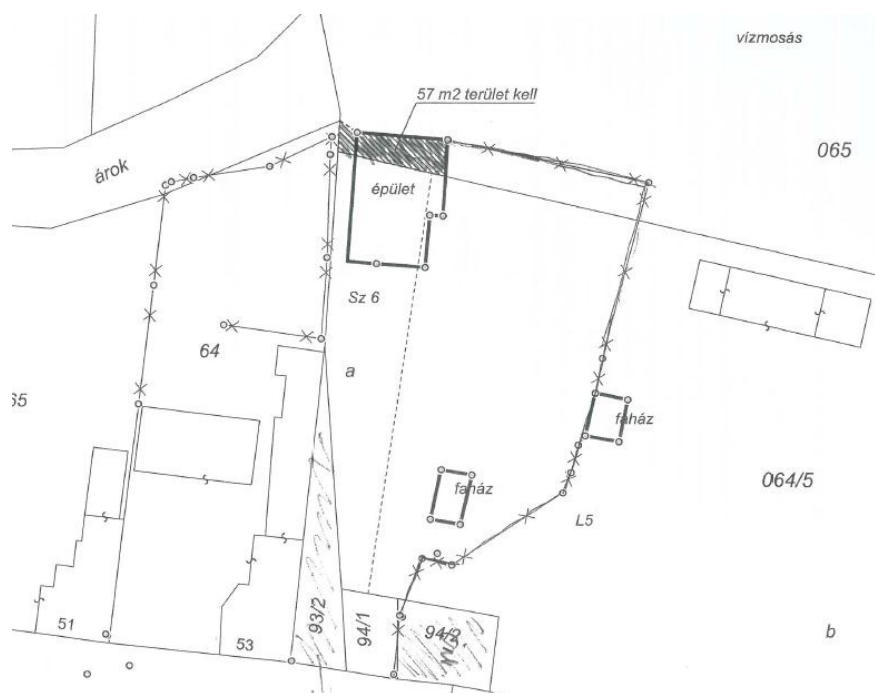 vízmosás
57 m2 terület kell
065
árok
épület
Sz 6
64
a
65
faház
faház
064/5
L5
93/2
94/1
94/2
51
53
b